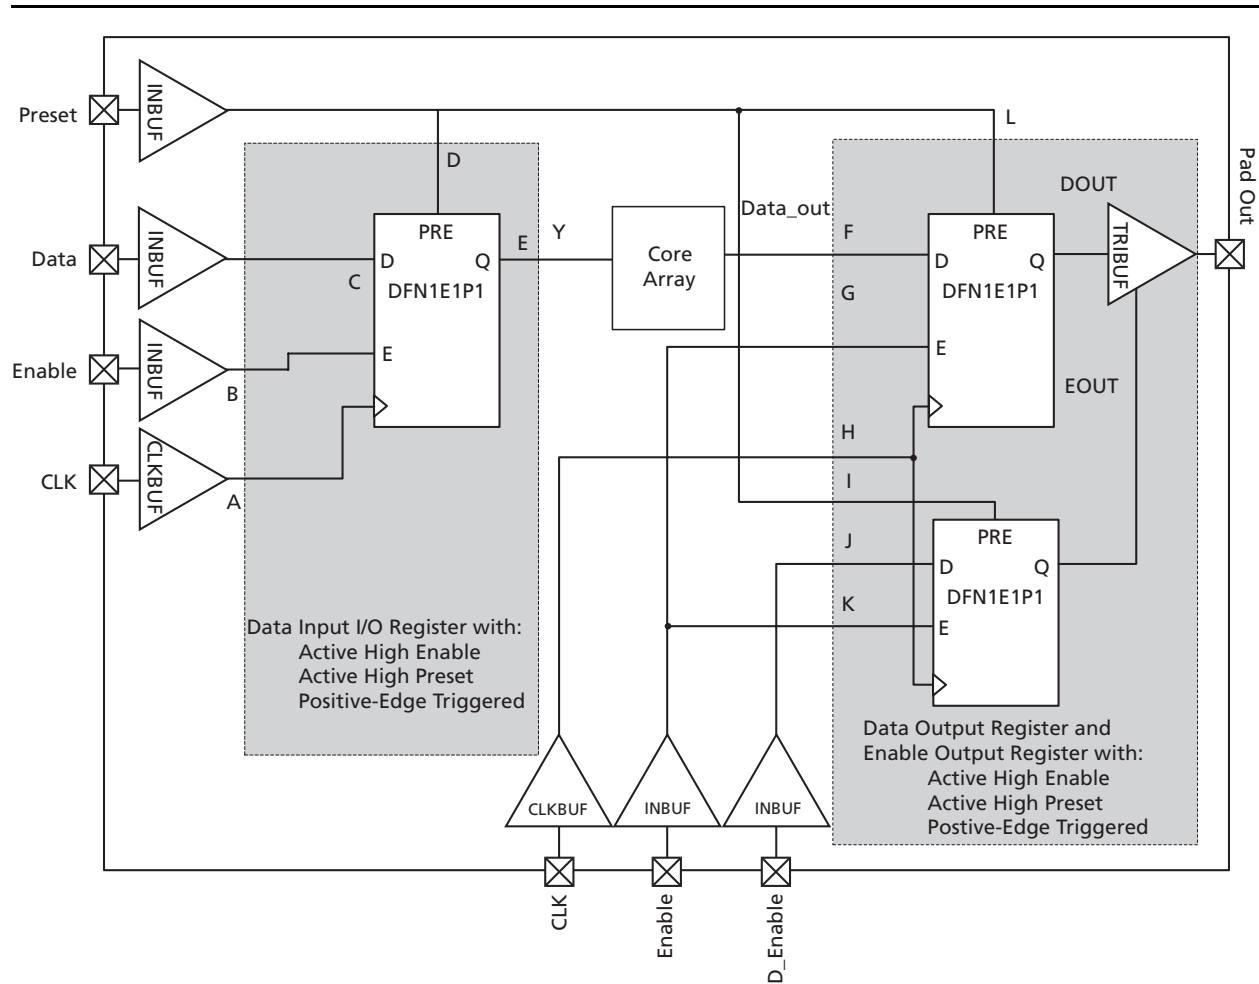 Preset
INBUF
L
D
Pad Out
DOUT
Data
INBUF
PRE
D
Q
DFN1E1P1
E
C
E
Y
Core
Array
Data_out
F
G
PRE
D
Q
DFN1E1P1
E
TRIBUF
EOUT
Enable
INBUF
B
CLK
CLKBUF
A
H
I
J
K
PRE
D
Q
DFN1E1P1
E
Data Input I/O Register with:
Active High Enable
Active High Preset
Positive-Edge Triggered
Data Output Register and
Enable Output Register with:
Active High Enable
Active High Preset
Postive-Edge Triggered
CLKBUF
INBUF
INBUF
CLK
Enable
D_Enable